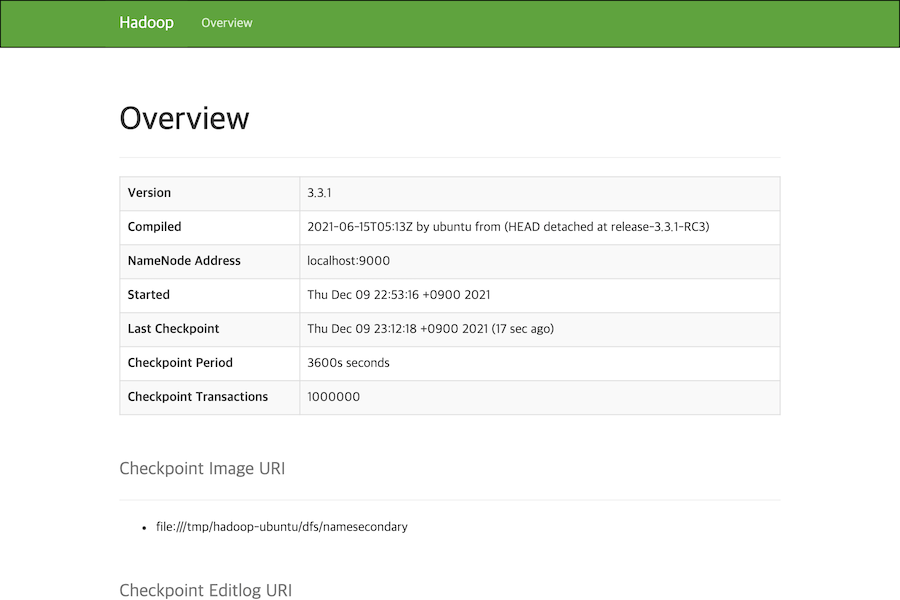 Hadoop Overview
Overview
Version 3.3.1
Compiled 2021-06-15T05:13Z by ubuntu from (HEAD detached at release-3.3.1-RC3)
NameNode Address localhost:9000
Started Thu Dec 09 22:53:16 +0900 2021
Last Checkpoint Thu Dec 09 23:12:18 +0900 2021 (17 sec ago)
Checkpoint Period 3600s seconds
Checkpoint Transactions 1000000
Checkpoint Image URI
• file:///tmp/hadoop-ubuntu/dfs/namesecondary
Checkpoint Editlog URI